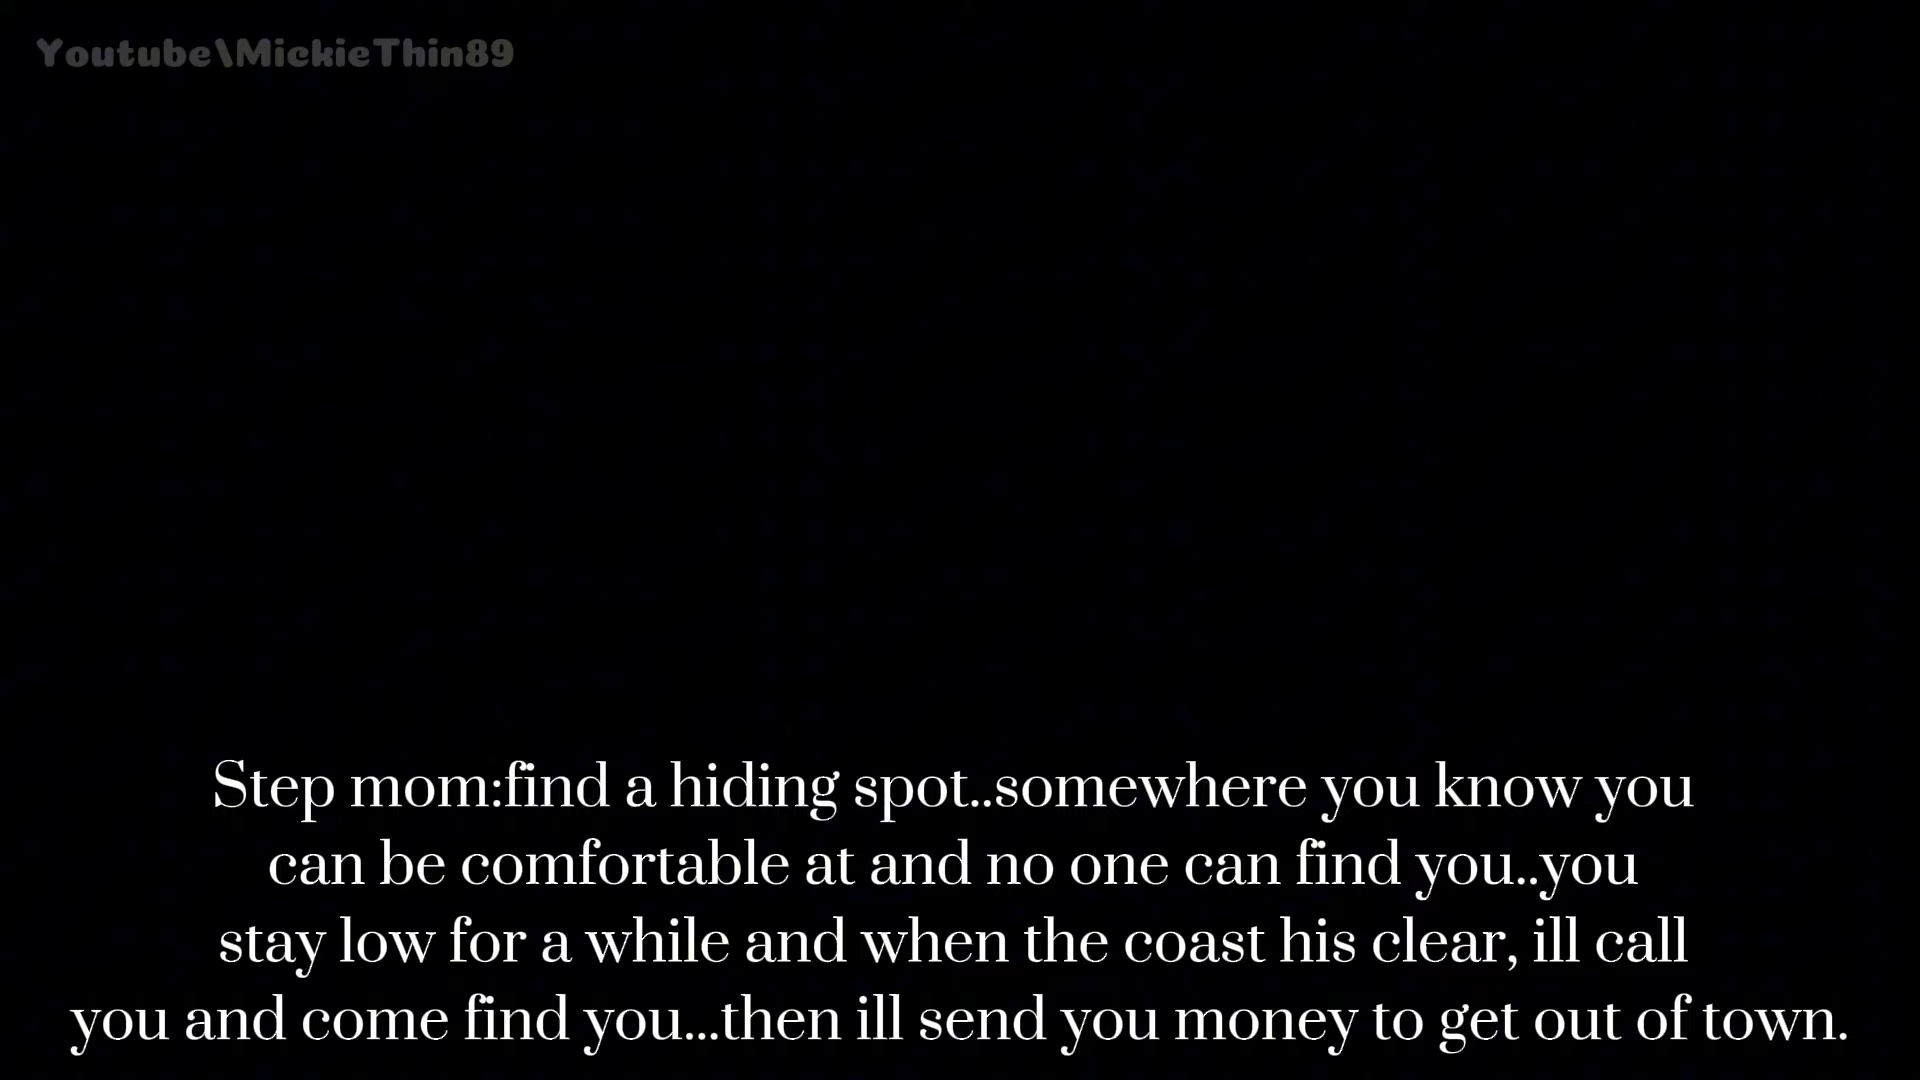 Youtube\MickieThin89
Step mom:find a hiding spot..somewhere you know you
can be comfortable at and no one can find you..you
stay low for a while and when the coast his clear, ill call
you and come find you...then ill send you money to get out of town.